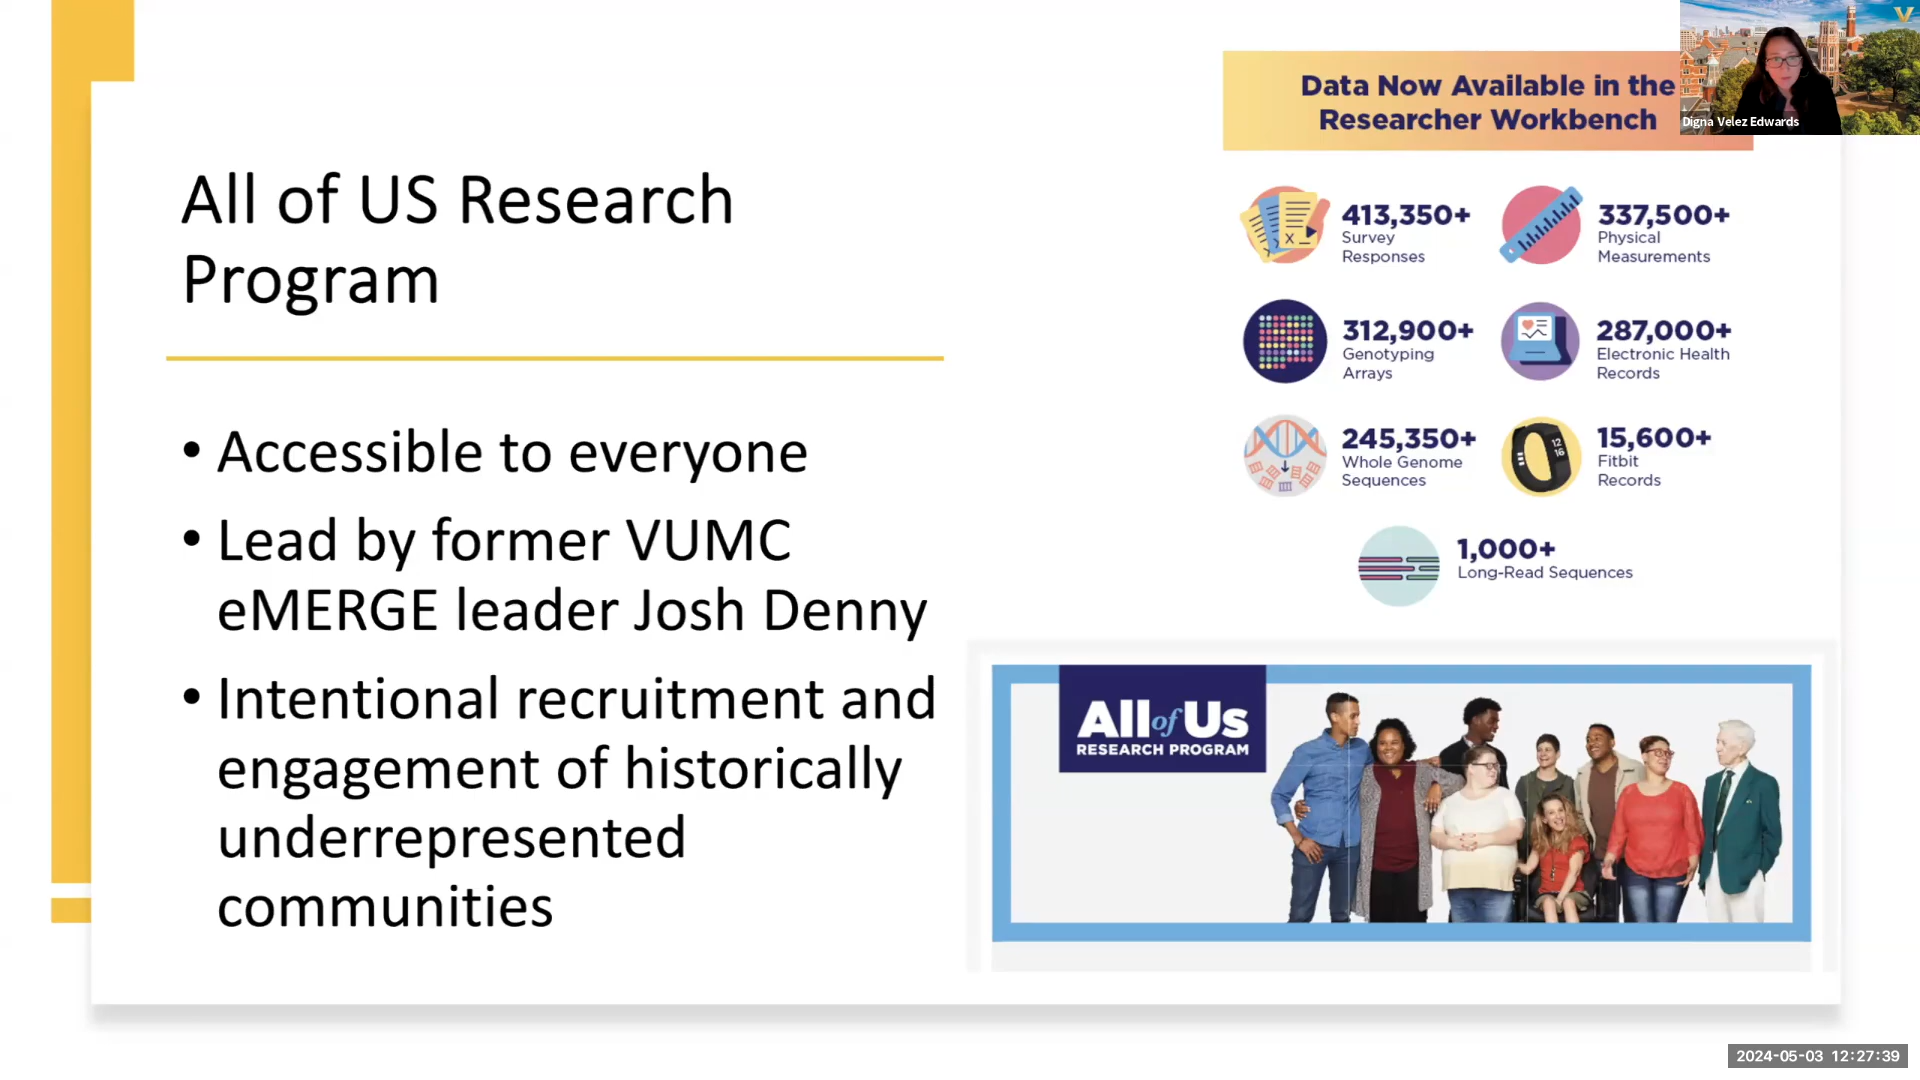 All of US Research
Program
• Accessible to everyone
• Lead by former VUMC
eMERGE leader Josh Denny
• Intentional recruitment and
engagement of historically
underrepresented
communities
Data Now Available in the
Researcher Workbench
413,350+
Survey
Responses
337,500+
Physical
Measurements
312,900+
Genotyping
Arrays
287,000+
Electronic Health
Records
245,350+
Whole Genome
Sequences
12
16
15,600+
Fitbit
Records
1,000+
Long-Read Sequences
All of Us
RESEARCH PROGRAM
V
Digna Velez Edwards
2024-05-03 12:27:39